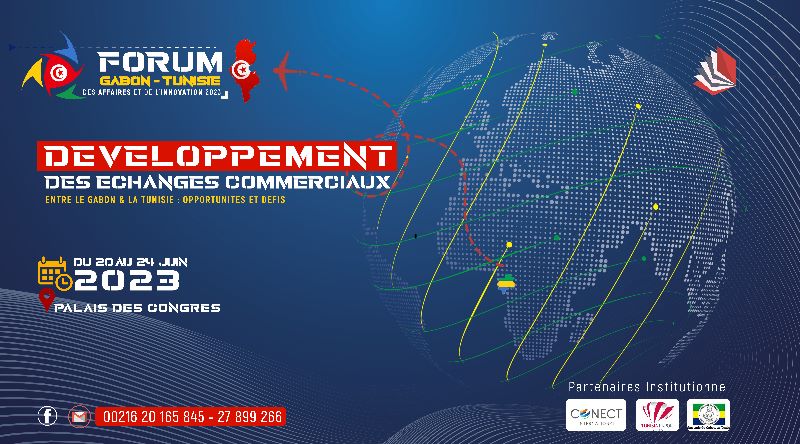 FORUM
GABON - TUNISIE
DES AFFAIRES ET DE L'INNOVATION 2023
DEVELOPPEMENT
DES ECHANGES COMMERCIAUX
ENTRE LE GABON & LA TUNISIE : OPPORTUNITES ET DEFIS
DU 20 AU 24 JUIN
2023
PALAIS DES CONGRES
00216 20 165 845 - 27 899 266
Partenaires Institutionne
CONECT